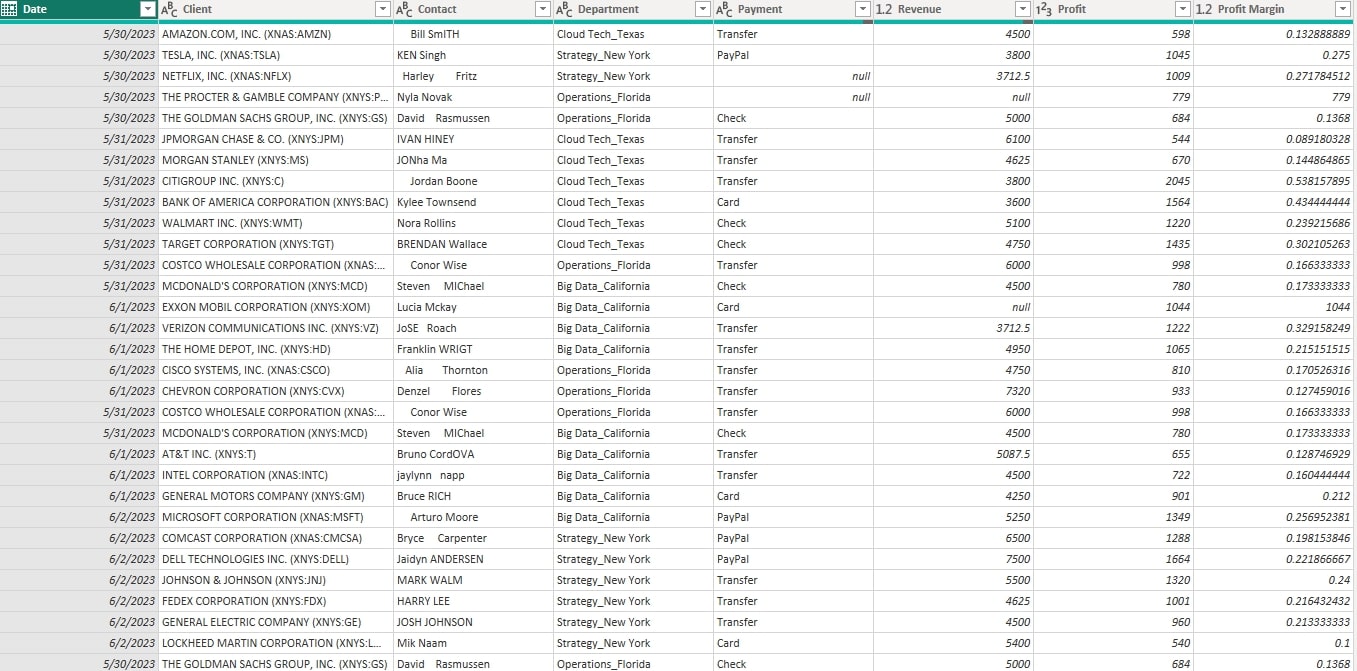 Date ABC Client ABC Contact ABC Department ABC Payment 1.2 Revenue 123 Profit 1.2 Profit Margin
5/30/2023 AMAZON.COM, INC. (XNAS:AMZN) Bill SmITH Cloud Tech_Texas Transfer 4500 598 0.132888889
5/30/2023 TESLA, INC. (XNAS:TSLA) KEN Singh Strategy_New York PayPal 3800 1045 0.275
5/30/2023 NETFLIX, INC. (XNAS:NFLX) Harley Fritz Strategy_New York null 3712.5 1009 0.271784512
5/30/2023 THE PROCTER & GAMBLE COMPANY (XNYS:P... Nyla Novak Operations_Florida null null 779 779
5/30/2023 THE GOLDMAN SACHS GROUP, INC. (XNYS:GS) David Rasmussen Operations_Florida Check 5000 684 0.1368
5/31/2023 JPMORGAN CHASE & CO. (XNYS:JPM) IVAN HINEY Cloud Tech_Texas Transfer 6100 544 0.089180328
5/31/2023 MORGAN STANLEY (XNYS:MS) JONha Ma Cloud Tech_Texas Transfer 4625 670 0.144864865
5/31/2023 CITIGROUP INC. (XNYS:C) Jordan Boone Cloud Tech_Texas Transfer 3800 2045 0.538157895
5/31/2023 BANK OF AMERICA CORPORATION (XNYS:BAC) Kylee Townsend Cloud Tech_Texas Card 3600 1564 0.434444444
5/31/2023 WALMART INC. (XNYS:WMT) Nora Rollins Cloud Tech_Texas Check 5100 1220 0.239215686
5/31/2023 TARGET CORPORATION (XNYS:TGT) BRENDAN Wallace Cloud Tech_Texas Check 4750 1435 0.302105263
5/31/2023 COSTCO WHOLESALE CORPORATION (XNAS:... Conor Wise Operations_Florida Transfer 6000 998 0.166333333
5/31/2023 MCDONALD'S CORPORATION (XNYS:MCD) Steven MIChael Big Data_California Check 4500 780 0.173333333
6/1/2023 EXXON MOBIL CORPORATION (XNYS:XOM) Lucia Mckay Big Data_California Card null 1044 1044
6/1/2023 VERIZON COMMUNICATIONS INC. (XNYS:VZ) JoSE Roach Big Data_California Transfer 3712.5 1222 0.329158249
6/1/2023 THE HOME DEPOT, INC. (XNYS:HD) Franklin WRIGT Big Data_California Transfer 4950 1065 0.215151515
6/1/2023 CISCO SYSTEMS, INC. (XNAS:CSCO) Alia Thornton Operations_Florida Transfer 4750 810 0.170526316
6/1/2023 CHEVRON CORPORATION (XNYS:CVX) Denzel Flores Operations_Florida Transfer 7320 933 0.127459016
5/31/2023 COSTCO WHOLESALE CORPORATION (XNAS:... Conor Wise Operations_Florida Transfer 6000 998 0.166333333
5/31/2023 MCDONALD'S CORPORATION (XNYS:MCD) Steven MIChael Big Data_California Check 4500 780 0.173333333
6/1/2023 AT&T INC. (XNYS:T) Bruno CordOVA Big Data_California Transfer 5087.5 655 0.128746929
6/1/2023 INTEL CORPORATION (XNAS:INTC) jaylynn napp Big Data_California Transfer 4500 722 0.160444444
6/1/2023 GENERAL MOTORS COMPANY (XNYS:GM) Bruce RICH Big Data_California Card 4250 901 0.212
6/2/2023 MICROSOFT CORPORATION (XNAS:MSFT) Arturo Moore Big Data_California PayPal 5250 1349 0.256952381
6/2/2023 COMCAST CORPORATION (XNAS:CMCSA) Bryce Carpenter Strategy_New York PayPal 6500 1288 0.198153846
6/2/2023 DELL TECHNOLOGIES INC. (XNYS:DELL) Jaidyn ANDERSEN Strategy_New York PayPal 7500 1664 0.221866667
6/2/2023 JOHNSON & JOHNSON (XNYS:JNJ) MARK WALM Strategy_New York Transfer 5500 1320 0.24
6/2/2023 FEDEX CORPORATION (XNYS:FDX) HARRY LEE Strategy_New York Transfer 4625 1001 0.216432432
6/2/2023 GENERAL ELECTRIC COMPANY (XNYS:GE) JOSH JOHNSON Strategy_New York Transfer 4500 960 0.213333333
6/2/2023 LOCKHEED MARTIN CORPORATION (XNYS:L... Mik Naam Strategy_New York Card 5400 540 0.1
5/30/2023 THE GOLDMAN SACHS GROUP, INC. (XNYS:GS) David Rasmussen Operations_Florida Check 5000 684 0.1368